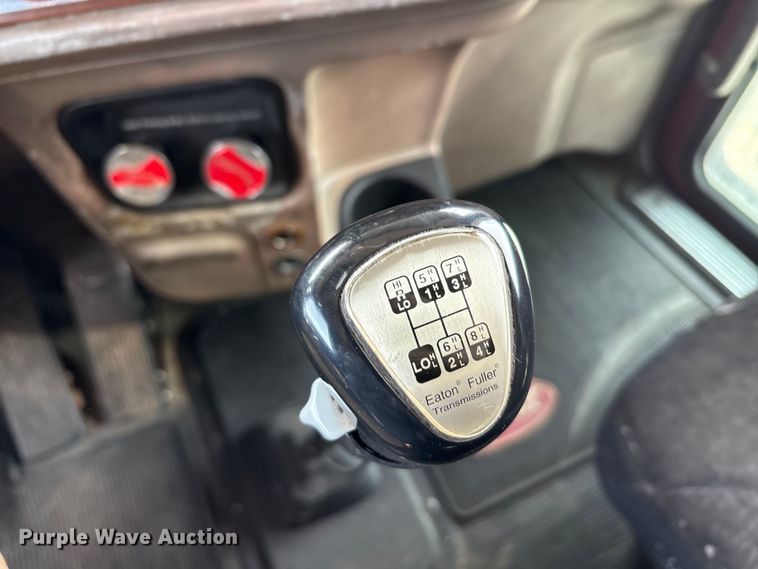 HI 5 H L 7 H L
R LO 1 H L 3 H L
6 H L 8 H L
LO H L 2 H L 4 H L
Eaton® Fuller®
Transmissions
Purple Wave Auction